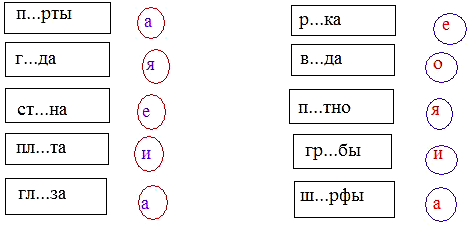 п...рты а р...ка е
г...да я в...да о
ст...на е п...тно я
пл...та и гр...бы и
гл...за а ш...рфы а